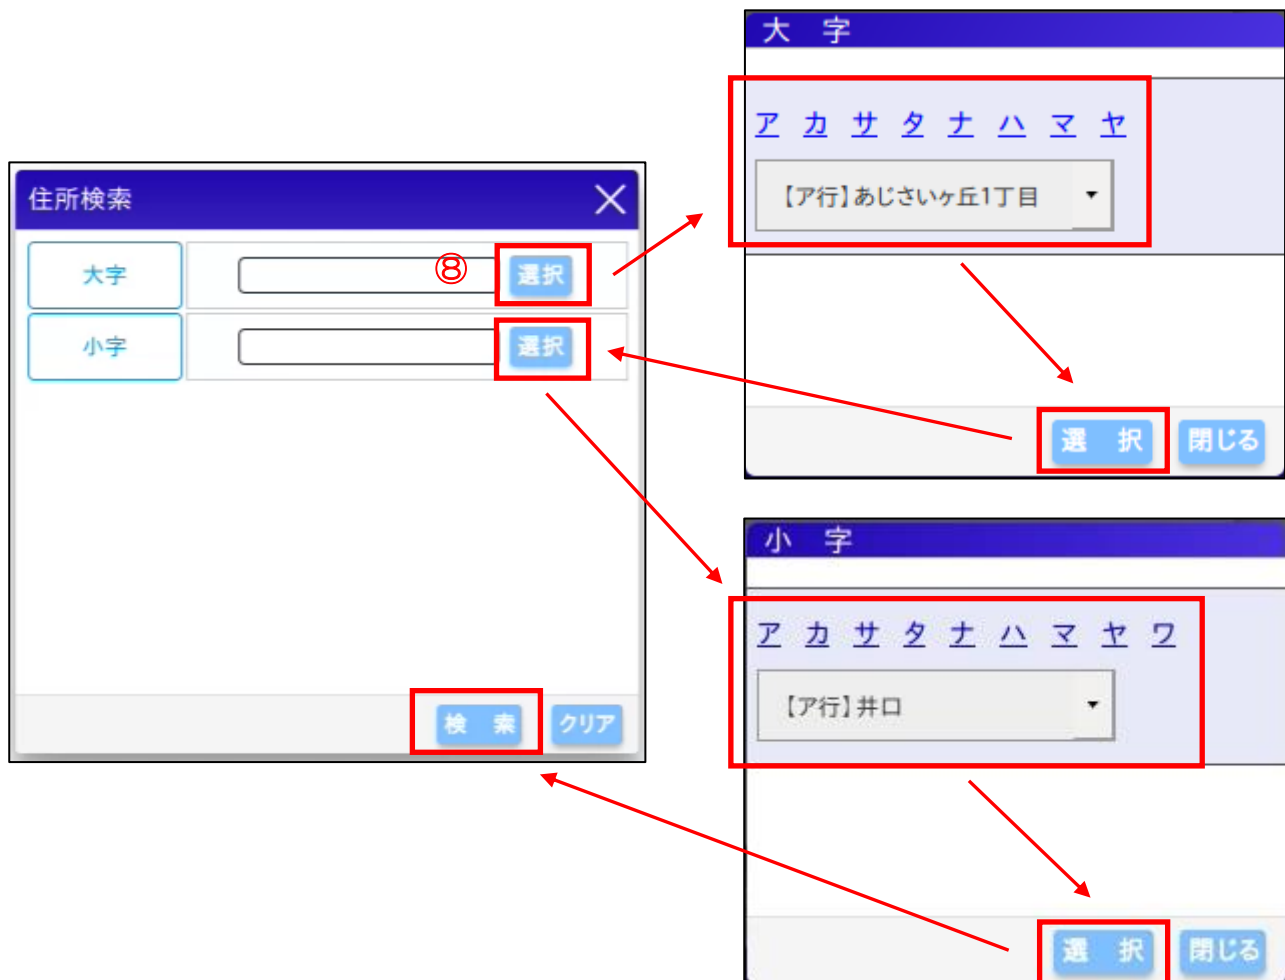 住所検索
大字
⑧
選択
小字
選択
検 索
クリア
大 字
ア カ サ タ ナ ハ マ ヤ
【ア行】あじさいヶ丘1丁目
選 択
閉じる
小 字
ア カ サ タ ナ ハ マ ヤ ワ
【ア行】井口
選 択
閉じる